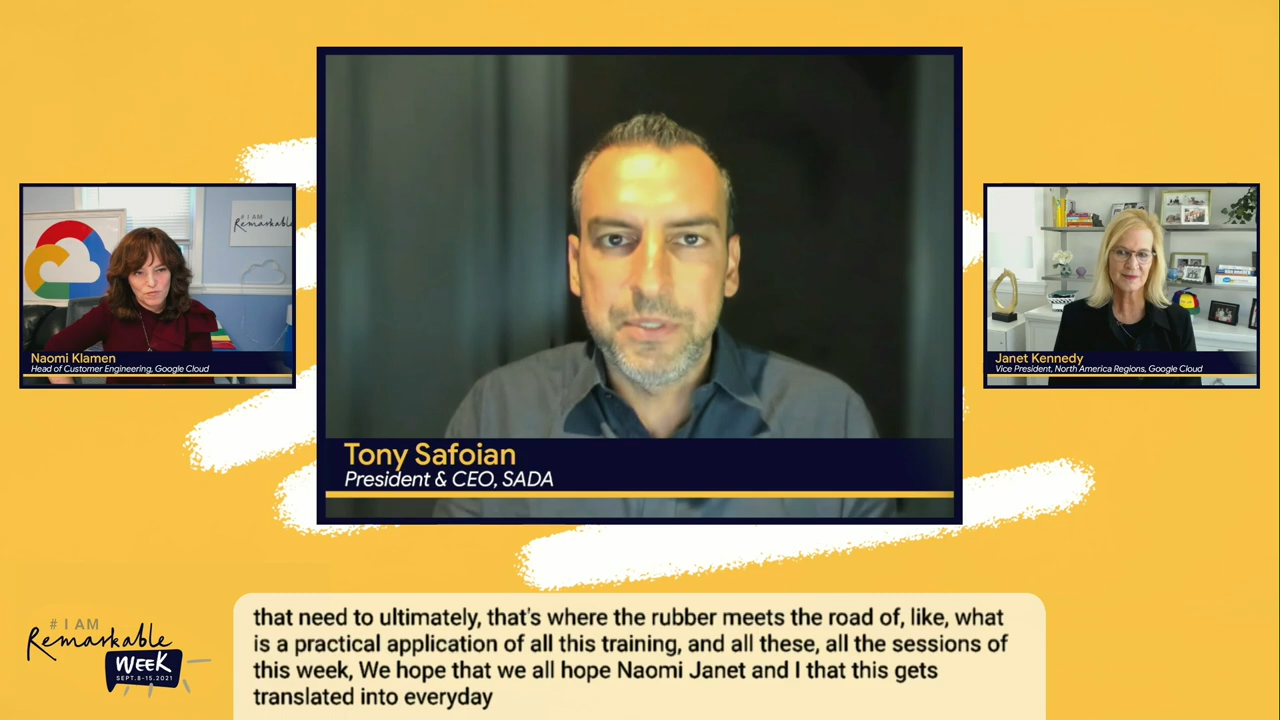 # I AM
Remarkable
Naomi Klamen
Head of Customer Engineering, Google Cloud
Tony Safoian
President & CEO, SADA
Janet Kennedy
Vice President, North America Regions, Google Cloud
# I AM
Remarkable
WEEK
SEPT. 8-15.2021
that need to ultimately, that's where the rubber meets the road of, like, what
is a practical application of all this training, and all these, all the sessions of
this week, We hope that we all hope Naomi Janet and I that this gets
translated into everyday